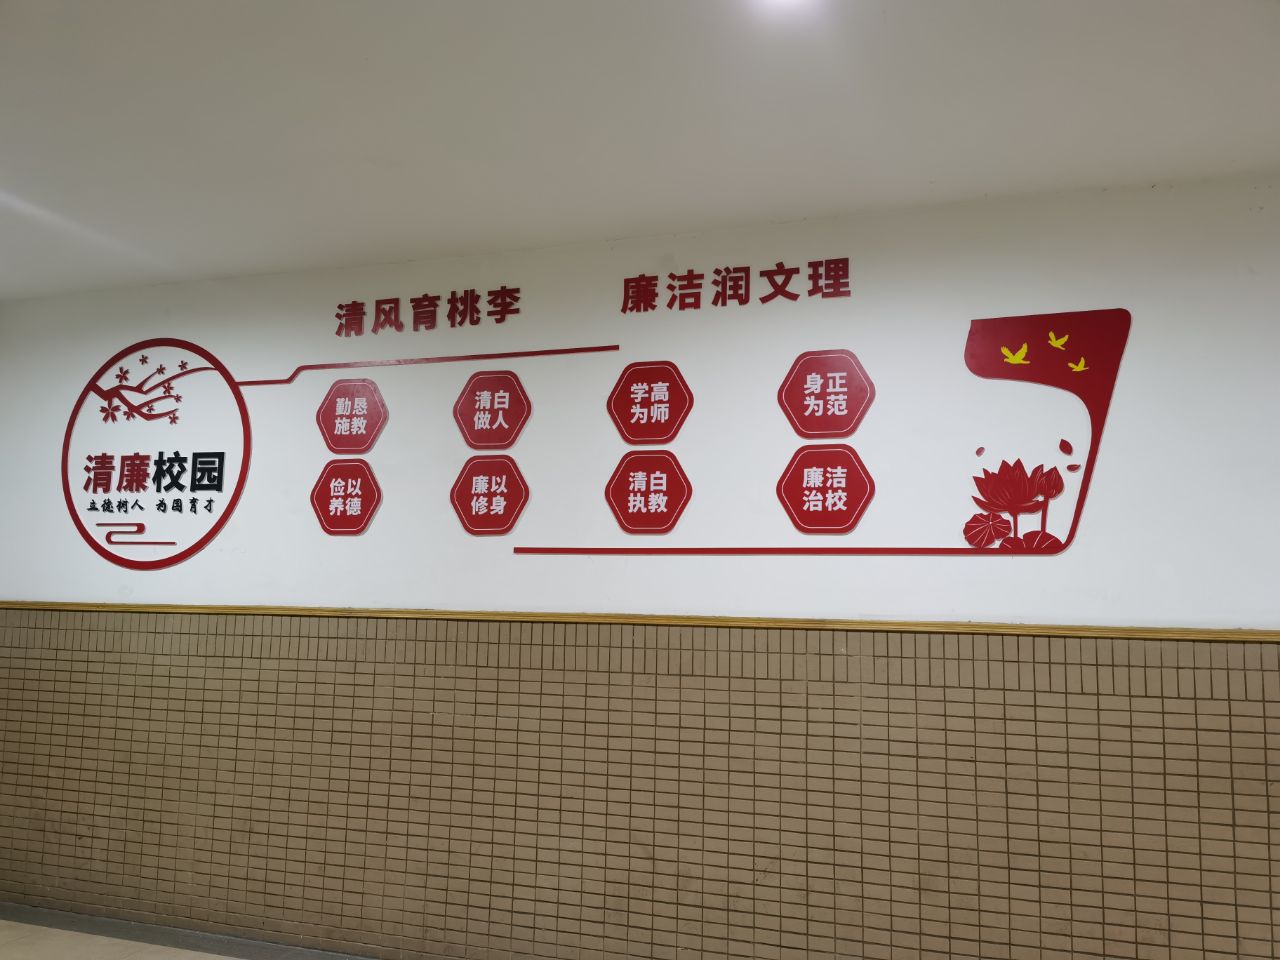 清风育桃李
廉洁润文理
清廉校园
立德树人 为国育才
勤恳
施教
清白
做人
学高
为师
身正
为范
俭以
养德
廉以
修身
清白
执教
廉洁
治校